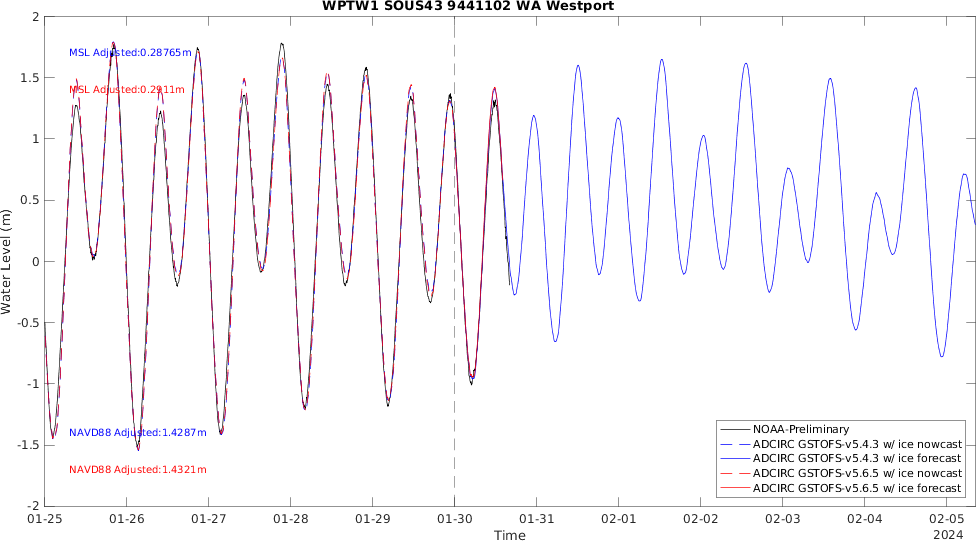 WPTW1 SOUS43 9441102 WA Westport
2
1.5
1
0.5
0
-0.5
-1
-1.5
-2
Water Level (m)
MSL Adjusted:0.28765m
MSL Adjusted:0.2911m
NAVD88 Adjusted:1.4287m
NAVD88 Adjusted:1.4321m
NOAA-Preliminary
ADCIRC GSTOFS-v5.4.3 w/ ice nowcast
ADCIRC GSTOFS-v5.4.3 w/ ice forecast
ADCIRC GSTOFS-v5.6.5 w/ ice nowcast
ADCIRC GSTOFS-v5.6.5 w/ ice forecast
01-25 01-26 01-27 01-28 01-29 01-30 01-31 02-01 02-02 02-03 02-04 02-05
2024
Time